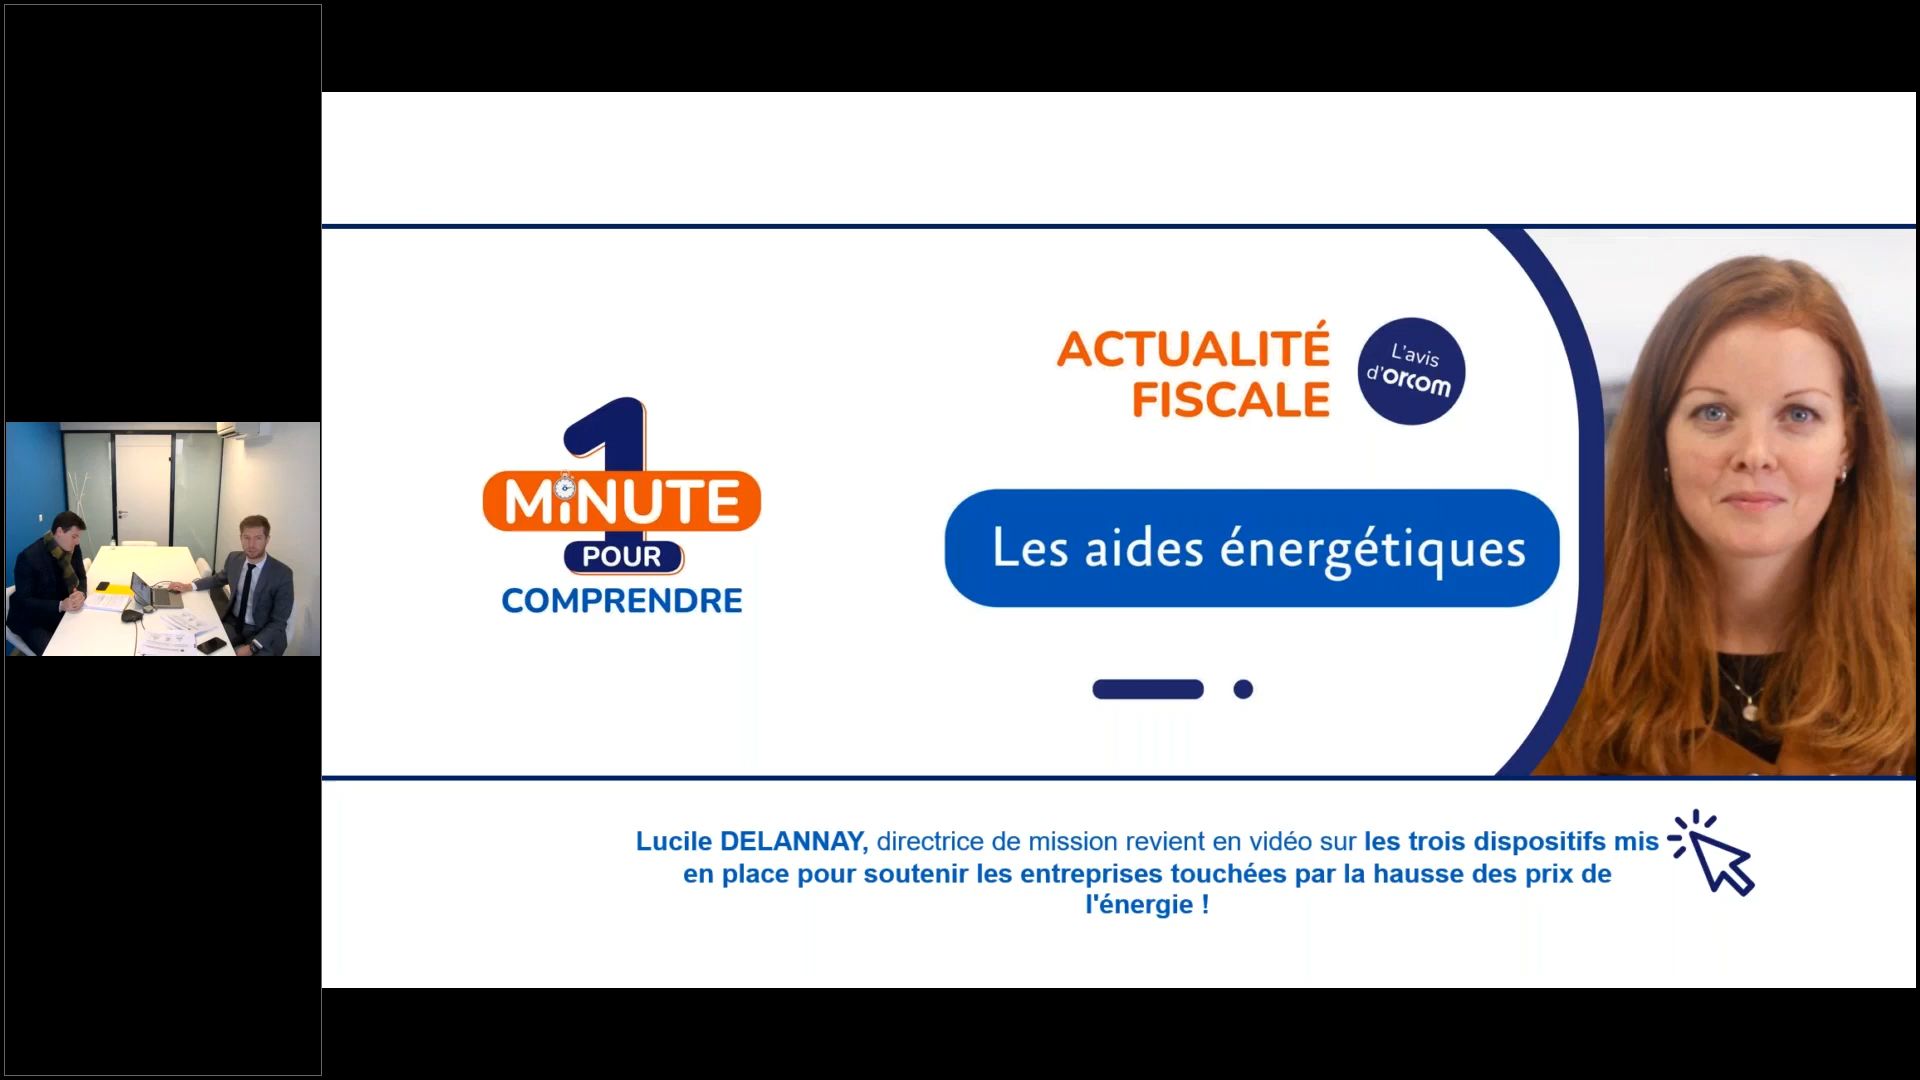 1
MiNUTE
POUR
COMPRENDRE
ACTUALITÉ
FISCALE
L'avis
d'orcom
Les aides énergétiques
Lucile DELANNAY, directrice de mission revient en vidéo sur les trois dispositifs mis
en place pour soutenir les entreprises touchées par la hausse des prix de
l'énergie !